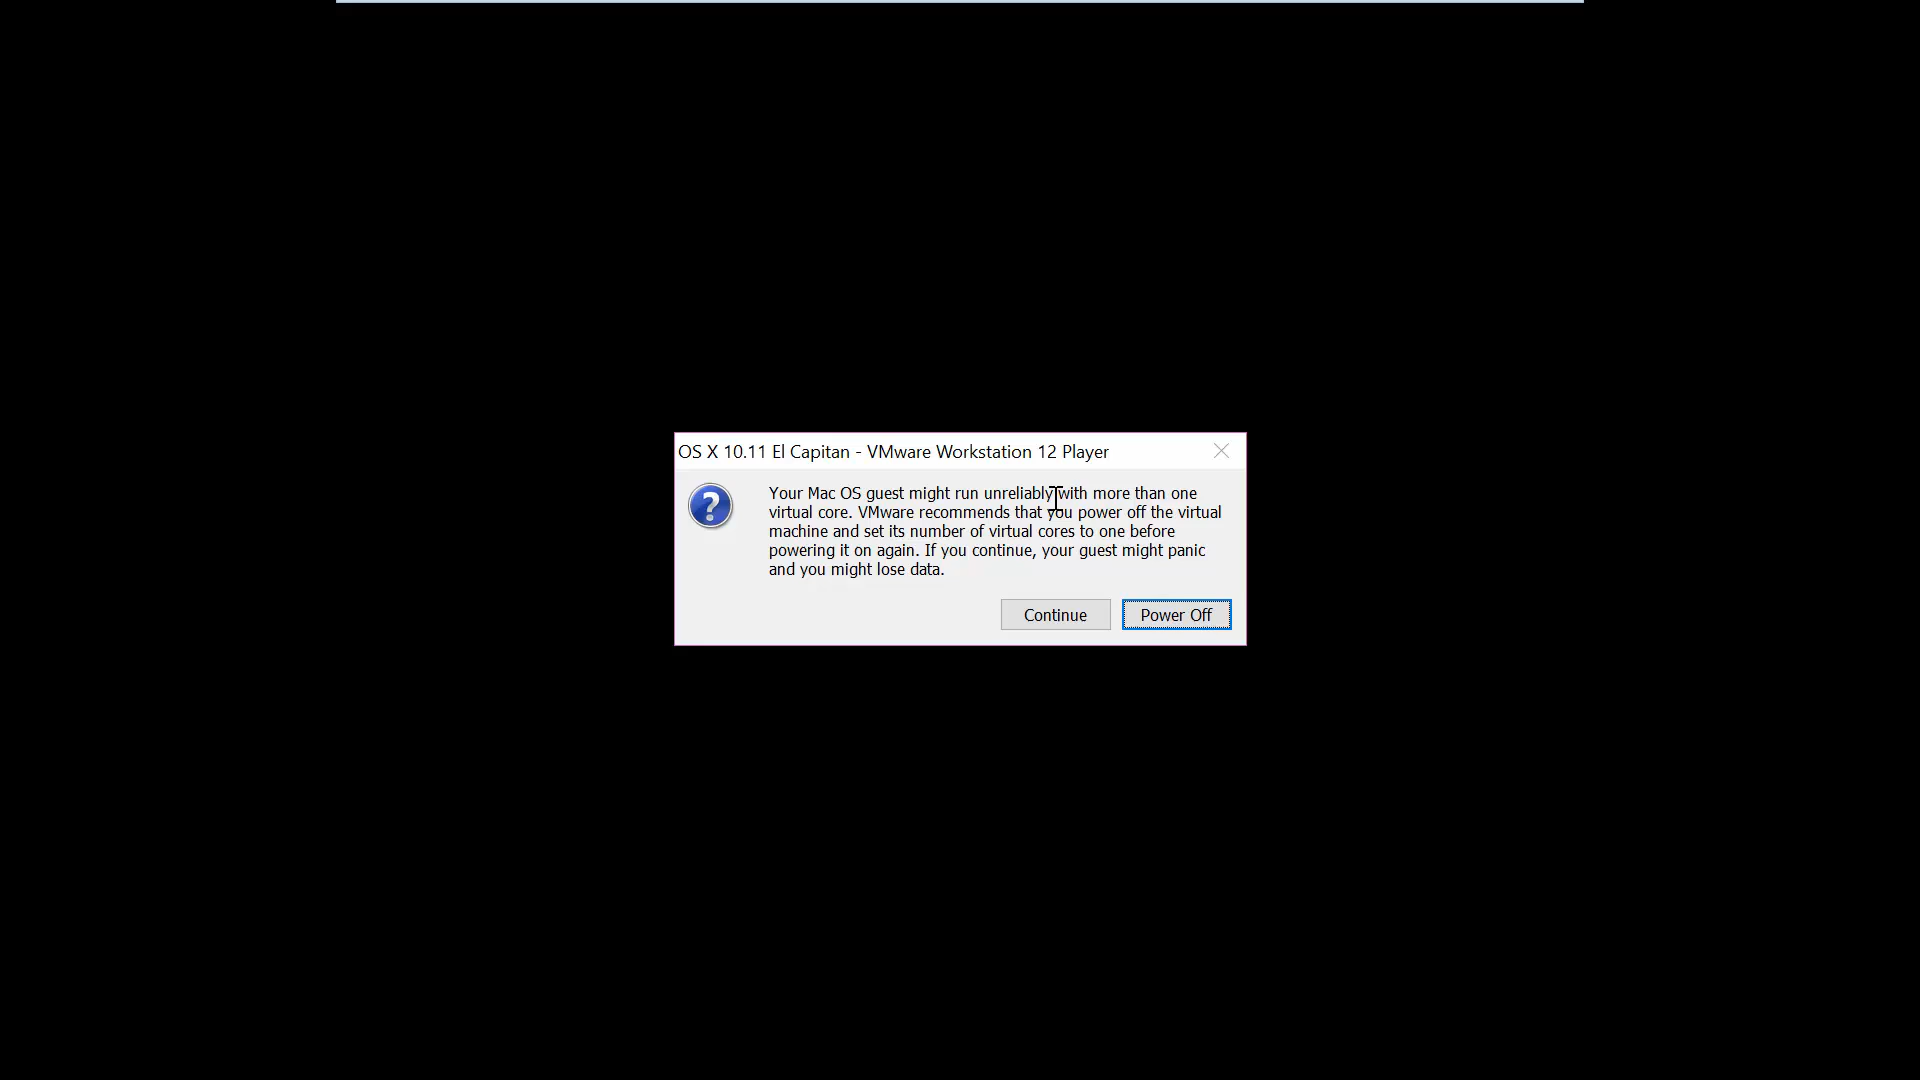 OS X 10.11 El Capitan - VMware Workstation 12 Player
Your Mac OS guest might run unreliably with more than one
virtual core. VMware recommends that you power off the virtual
machine and set its number of virtual cores to one before
powering it on again. If you continue, your guest might panic
and you might lose data.
Continue
Power Off